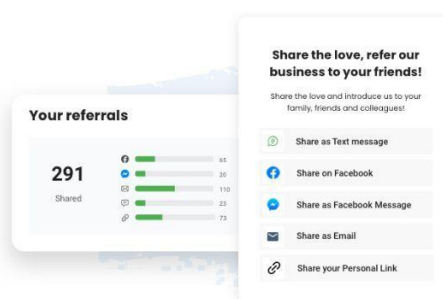 Your referrals
291
Shared
65
20
110
23
73
Share the love, refer our
business to your friends!
Share the love and introduce us to your
family, friends and colleagues!
Share as Text message
Share on Facebook
Share as Facebook Message
Share as Email
Share your Personal Link